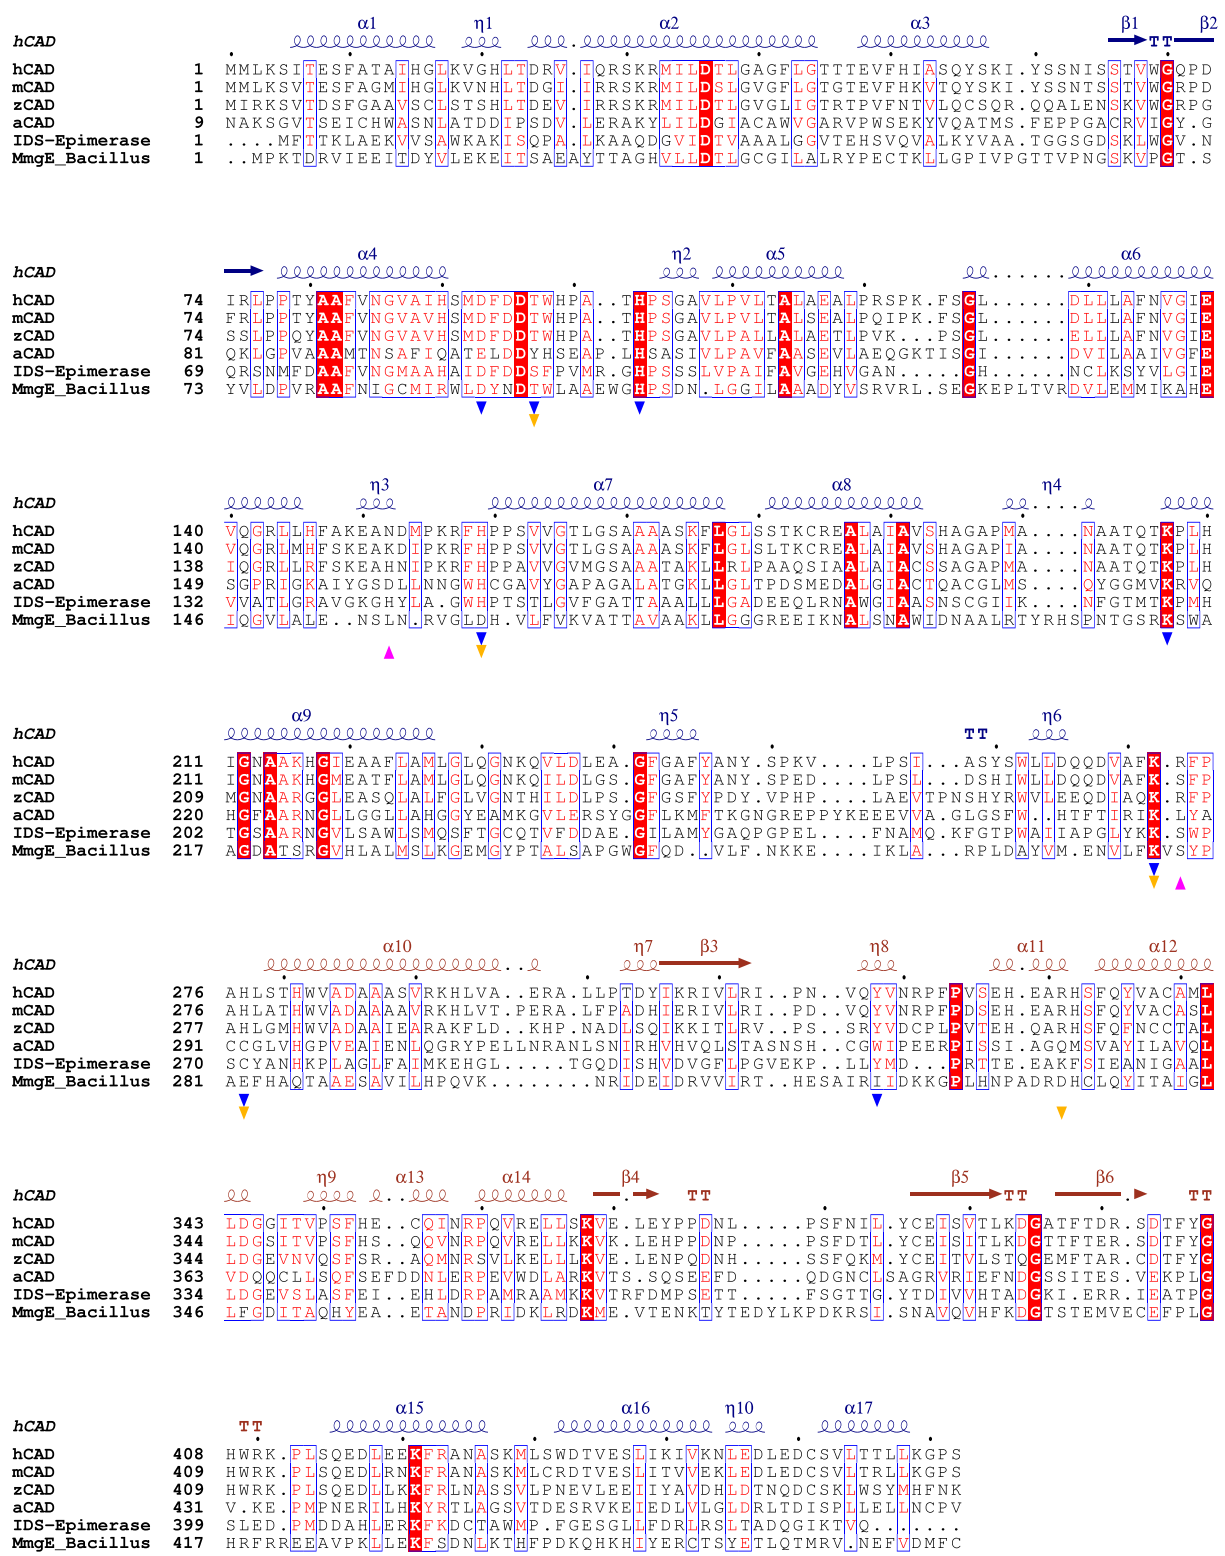 α1 η1 α2 α3 β1 β2
hCAD TT
hCAD 1 MMLKSITESFATAIHGLKVGHLTDRV.IQRSKRMILDTLGAGFLGTTTEVFHIASQYSKI.YSSNISSTVWGQPD
mCAD 1 MMLKSVTESFAGMIHGLKVNHLTDGI.IRRSKRMILDSLGVGFLGTGTEVFHKVTQYSKI.YSSNTSSTVWGRPD
zCAD 1 MIRKSVTDSFGAAVSCLSTSHLTDEV.IRRSKRMILDTLGVGLIGTRTPVFNTVLQCSQR.QQALENSKVWGRPG
aCAD 9 NAKSGVTSEICHWASNLATDDIPSDV.LERAKYLILDGIACAWVGARVPWSEKYVQATMS.FEPPGACRVIGY.G
IDS-Epimerase 1 ....MFTTKLAEKVVSAWKAKISQPA.LKAAQDGVIDTVAAALGGVTEHSVQVALKYVAA.TGGSGDSKLWGV.N
MmgE_Bacillus 1 ..MPKTDRVIEEITDYVLEKEITSAEAYTTAGHVLLDTLGCGILALRYPECTKLLGPIVPGTTVPNGSKVPGT.S
α4 η2 α5 α6
hCAD ......
hCAD 74 IRLPPTYAAFVNGVAIHSMDFDDTWHPA..THPSGAVLPVLTALAEALPRSPK.FSGL......DLLLAFNVGIE
mCAD 74 FRLPPTYAAFVNGVAVHSMDFDDTWHPA..THPSGAVLPVLTALSEALPQIPK.FSGL......DLLLAFNVGIE
zCAD 74 SSLPPQYAAFVNGVAVHSMDFDDTWHPA..THPSGAVLPALLALAETLPVK...PSGL......ELLLAFNVGIE
aCAD 81 QKLGPVAAAMTNSAFIQATELDDYHSEAP.LHSASIVLPAVFAASEVLAEQGKTISGI......DVILAAIVGFE
IDS-Epimerase 69 QRSNMFDAAFVNGMAAHAIDFDDSFPVMR.GHPSSSLVPAIFAVGEHVGAN.....GH......NCLKSYVLGIE
MmgE_Bacillus 73 YVLDPVRAAFNIGCMIRWLDYNDTWLAAEWGHPSDN.LGGILAAADYVSRVRL.SEGKEPLTVRDVLEMMIKAHE
η3 α7 α8 η4
hCAD ....
hCAD 140 VQGRLLHFAKEANDMPKRFHPPSVVGTLGSAAAASKFLGLSSTKCREALAIAVSHAGAPMA....NAATQTKPLH
mCAD 140 VQGRLMHFSKEAKDIPKRFHPPSVVGTLGSAAAASKFLGLSLTKCREALAIAVSHAGAPIA....NAATQTKPLH
zCAD 138 IQGRLLRFSKEAHNIPKRFHPPAVVGVMGSAAATAKLLRLPAAQSIAALAIACSSAGAPMA....NAATQTKPLH
aCAD 149 SGPRIGKAIYGSDLLNNGWHCGAVYGAPAGALATGKLLGLTPDSMEDALGIACTQACGLMS....QYGGMVKRVQ
IDS-Epimerase 132 VVATLGRAVGKGHYLA.GWHPTSTLGVFGATTAAALLLGADEEQLRNAWGIAASNSCGIIK....NFGTMTKPMH
MmgE_Bacillus 146 IQGVLALE..NSLN.RVGLDH.VLFVKVATTAVAAKLLGGGREEIKNALSNAWIDNAALRTYRHSPNTGSRKSWA
α9 η5 η6
hCAD TT
hCAD 211 IGNAAKHGIEAAFLAMLGLQGNKQVLDLEA.GFGAFYANY.SPKV....LPSI...ASYSWLLDQQDVAFK.RFP
mCAD 211 IGNAAKHGMEATFLAMLGLQGNKQILDLGS.GFGAFYANY.SPED....LPSL...DSHIWLLDQQDVAFK.SFP
zCAD 209 MGNAARGGLEASQLALFGLVGNTHILDLPS.GFGSFYPDY.VPHP....LAEVTPNSHYRWVLEEQDIAQK.RFP
aCAD 220 HGFAARNGLLGGLLAHGGYEAMKGVLERSYGGFLKMFTKGNGREPPYKEEEVVA.GLGSFW..HTFTIRIK.LYA
IDS-Epimerase 202 TGSAARNGVLSAWLSMQSFTGCQTVFDDAE.GILAMYGAQPGPEL....FNAMQ.KFGTPWAIAPGLYKK.SWP
MmgE_Bacillus 217 AGDATSRGVHLALMSLKGEMGYPTALSAPGWGFQD..VLF.NKKE....IKLA...RPLDAYVM.ENVLFKVSYP
α10 η7 β3 η8 α11 α12
hCAD .. .
hCAD 276 AHLSTHWVADAAASVRKHLVA..ERA.LLPTDYIKRIVLRI..PN..VQYVNRPFPVSEH.EARHSFQYVACAML
mCAD 276 AHLATHWVADAAAAVRKHLVT.PERALFPADHIERIVLRI..PD..VQYVNRPFPDSEH.EARHSFQYVACASL
zCAD 277 AHLGMHWVADAAIEARAKFLD..KHP.NADLSQIKKITLRV..PS..SRYVDCPLPVTEH.QARHSFQFNCCTAL
aCAD 291 CCGLVHGPVEAIENLQGRYPELLNRANLSNIRHVHVQLSTASNSH..CGWIPEERPISSI.AGQMSVAYILAVQL
IDS-Epimerase 270 SCYANHKPLAGLFAIMKEHGL....TGQDISHVDVGFLPGVEKP..LLYMD..PRTTE.EAKFSIEANIGAAL
MmgE_Bacillus 281 AEFHAQTAAESAVILHPQVK......NRIDEIDRVVIRT..HESAIRIIDKKGPLHNPADRDHCLQYITAIGL
η9 α13 α14 β4 β5 β6
hCAD .. . TT TT . TT
hCAD 343 LDGGITVPSFHE..CQINRPQVRELLSKVE.LEYPPDNL.....PSFNIL.YCEISVTLKDGATFTDR.SDTFYG
mCAD 344 LDGSITVPSFHS..QQVNRPQVRELLKKVE.LEHPPDNP.....PSFDTL.YCEISITLKDGTTFTER.SDTFYG
zCAD 344 LDGEVNVQSFSR..AQMNRSVLKELLLKVE.LENPQDNH.....SSFQKM.YCEITVLSTQGEMFTAR.CDTFYG
aCAD 363 VDQQCLLSQFSEFDDNLERPEVWDLARKVTS.SQSEEFD.....QDGNCLSAGRVRIEFNDGSSITES.VEKPLG
IDS-Epimerase 334 LDGEVSLASFEI..EHLDRPAMRAAMKKVTRFDMPSETT.....FSGTTG.YTDIVVHTADGKI.ERR.IEATPG
MmgE_Bacillus 346 LFGDITAQHYEA..ETANDPRIDKLRDKME.VTENKTYTEDYLKPDKRSI.SNAVQVHFKDGTSTEMVECEFPLG
α15 α16 η10 α17
hCAD TT
hCAD 408 HWRK.PLSQEDLEEKFRANASKMLSWDTVESLIKIVKNLEDLEDCSVLTTLLKGPS
mCAD 409 HWRK.PLSQEDLRNKFRANASKMLCRDTVESLITVVEKLEDLEDCSVLTRLLKGPS
zCAD 409 HWRK.PLSQEDLLKKFRLNASSVLPNEVLEEIIYAVDHLDTNQDCSKLWSYMHFNK
aCAD 431 V.KE.PMPNERILHKYRTLAGSVTDESRVKEIEDLVLGLDRLTDISPLLELLNCPV
IDS-Epimerase 399 SLED.PMDDAHLERKFKDCTAWMP.FGESGLLFDRLRSLTADQGIKTVQ.......
MmgE_Bacillus 417 HRFRREEAVPKLLEKFSDNLKTHFPDKQHKHIYERCTSYETLQTMRV.NEFVDMFC